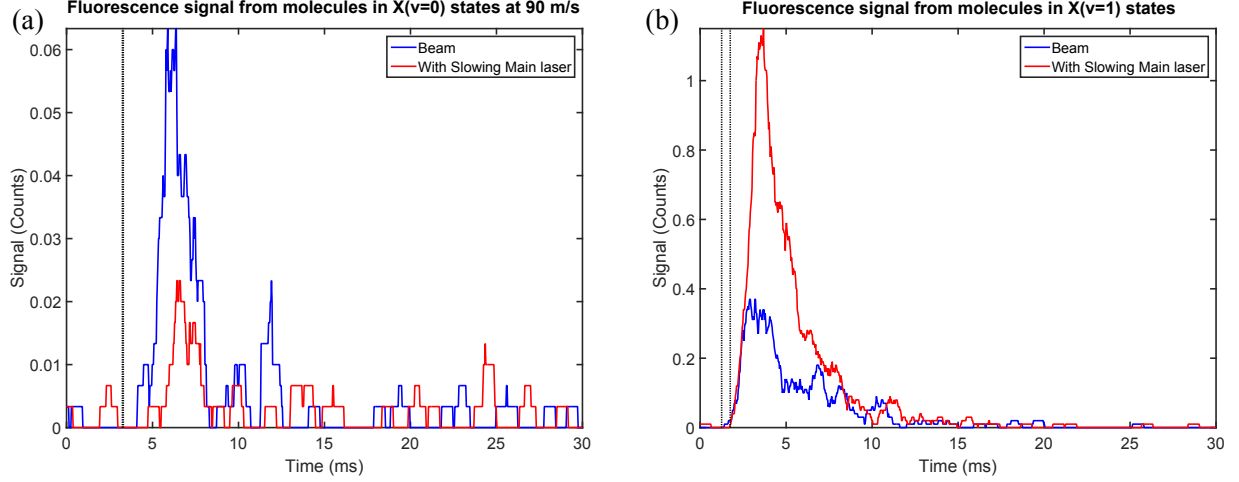 (a)
Fluorescence signal from molecules in X(v=0) states at 90 m/s
Signal (Counts)
0.06
0.05
0.04
0.03
0.02
0.01
0
0 5 10 15 20 25 30
Time (ms)
Beam
With Slowing Main laser
(b)
Fluorescence signal from molecules in X(v=1) states
Signal (Counts)
1
0.8
0.6
0.4
0.2
0
0 5 10 15 20 25 30
Time (ms)
Beam
With Slowing Main laser